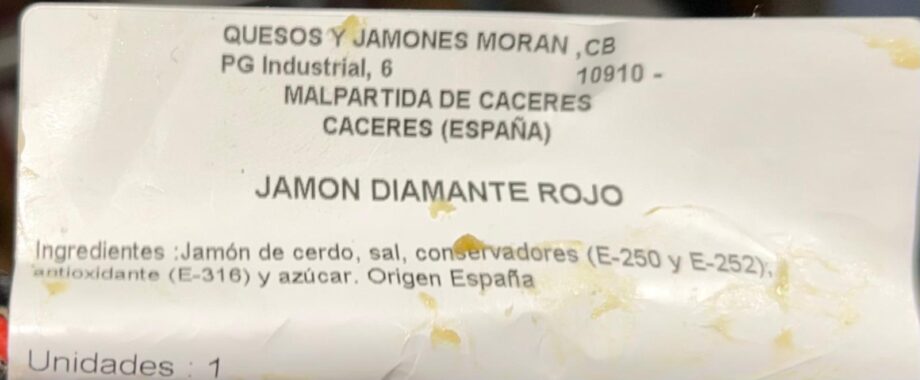 QUESOS Y JAMONES MORAN ,CB
PG Industrial, 6 10910 -
MALPARTIDA DE CACERES
CACERES (ESPAÑA)
JAMON DIAMANTE ROJO
Ingredientes :Jamón de cerdo, sal, conservadores (E-250 y E-252),
antioxidante (E-316) y azúcar. Origen España
Unidades : 1